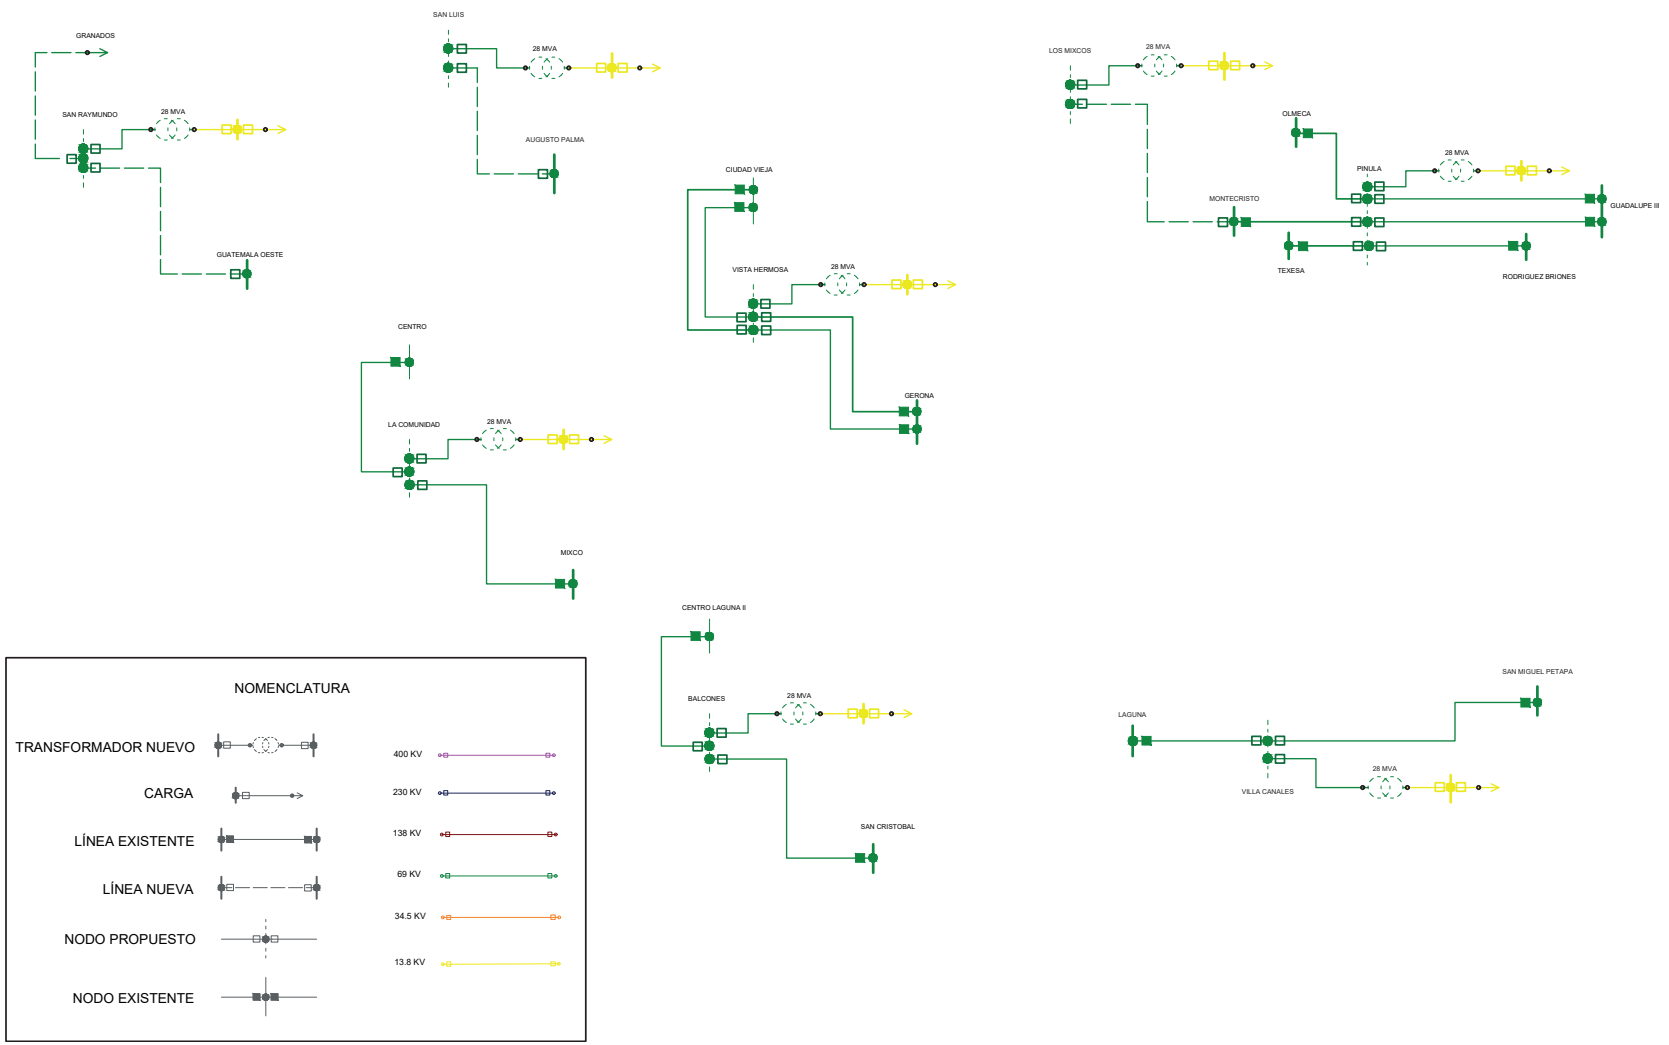 SAN LUIS
GRANADOS
28 MVA
SAN RAYMUNDO
28 MVA
AUGUSTO PALMA
GUATEMALA OESTE
LOS MIXCOS
28 MVA
OLMECA
28 MVA
PINULA
MONTECRISTO
GUADALUPE III
TEXESA
RODRIGUEZ BRIONES
CIUDAD VIEJA
VISTA HERMOSA
28 MVA
GERONA
CENTRO
LA COMUNIDAD
28 MVA
MIXCO
CENTRO LAGUNA II
BALCONES
28 MVA
SAN CRISTOBAL
SAN MIGUEL PETAPA
LAGUNA
28 MVA
VILLA CANALES
NOMENCLATURA
TRANSFORMADOR NUEVO
CARGA
LÍNEA EXISTENTE
LÍNEA NUEVA
NODO PROPUESTO
NODO EXISTENTE
400 KV
230 KV
138 KV
69 KV
34.5 KV
13.8 KV